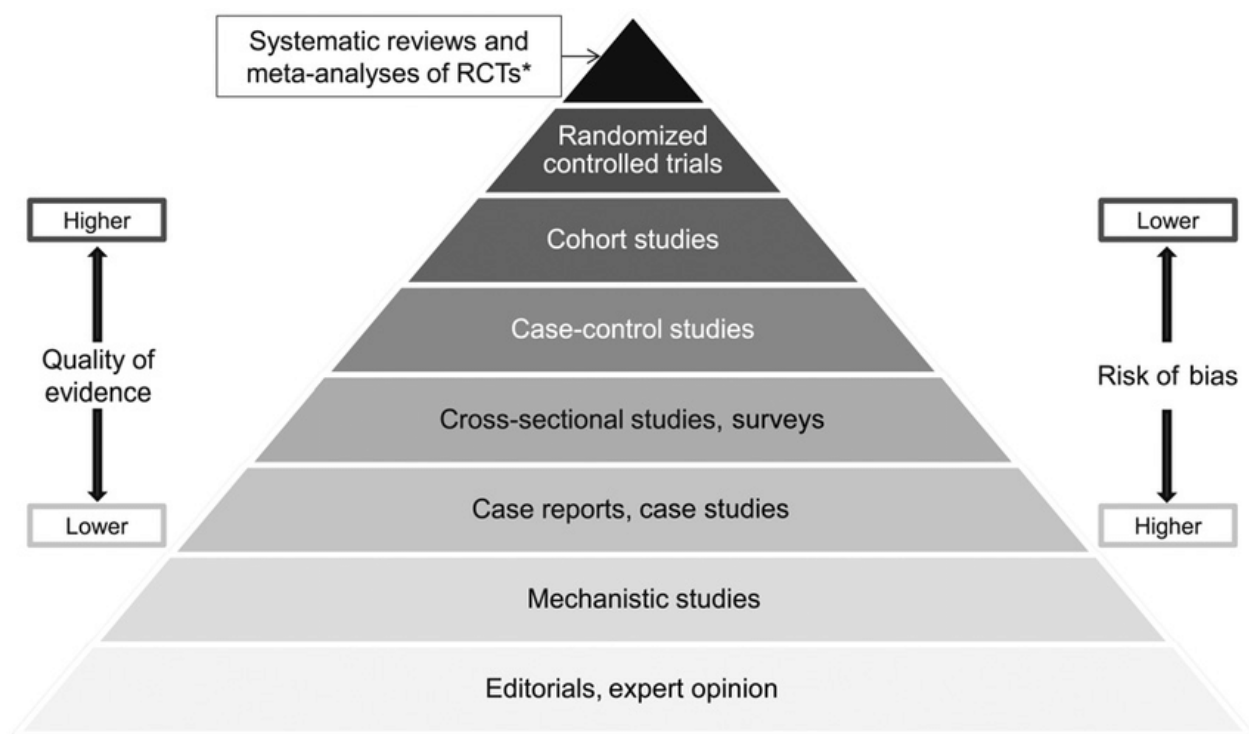 Systematic reviews and
meta-analyses of RCTs*
Randomized
controlled trials
Higher
Lower
Cohort studies
Case-control studies
Quality of
evidence
Risk of bias
Cross-sectional studies, surveys
Case reports, case studies
Lower
Higher
Mechanistic studies
Editorials, expert opinion